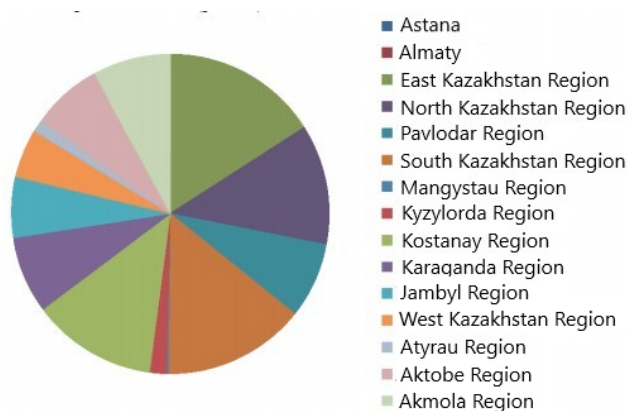 Astana
Almaty
East Kazakhstan Region
North Kazakhstan Region
Pavlodar Region
South Kazakhstan Region
Mangystau Region
Kyzylorda Region
Kostanay Region
Karaganda Region
Jambyl Region
West Kazakhstan Region
Atyrau Region
Aktobe Region
Akmola Region